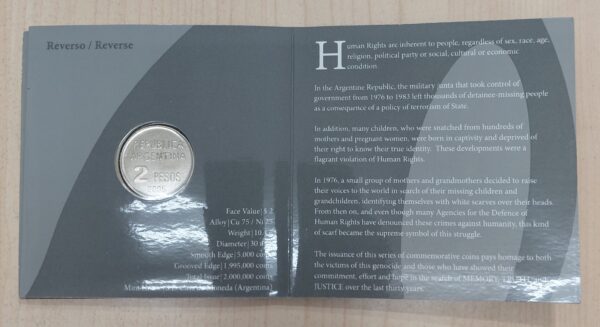 Reverso / Reverse
REPUBLICA
ARGENTINA
2 PESOS
Face Value | $ 2
Alloy | Cu 75 / Ni 25
Weight | 10,
Diameter | 30
Smooth Edge | 5.000 coins
Grooved Edge | 1.995.000 coins
Total Issue | 2.000.000 coins
Moneda (Argentina)
Human Rights are inherent to people, regardless of sex, race, age,
religion, political party or social, cultural or economic
condition
In the Argentine Republic, the military junta that took control of
government from 1976 to 1983 left thousands of detainee-missing people
as a consequence of a policy of terrorism of State.
In addition, many children, who were snatched from hundreds of
mothers and pregnant women, were born in captivity and deprived of
their right to know their true identity. These developments were a
flagrant violation of Human Rights.
In 1976, a small group of mothers and grandmothers decided to raise
their voices to the world in search of their missing children and
grandchildren, identifying themselves with white scarves over their heads.
From then on, and even though many Agencies for the Defence of
Human Rights have denounced these crimes against humanity, this kind
of scarf became the supreme symbol of this struggle.
The issuance of this series of commemorative coins pays homage to both
the victims of this genocide and those who have showed their
commitment, effort and hope in the search of MEMORY, TRUTH and
JUSTICE over the last thirty years.